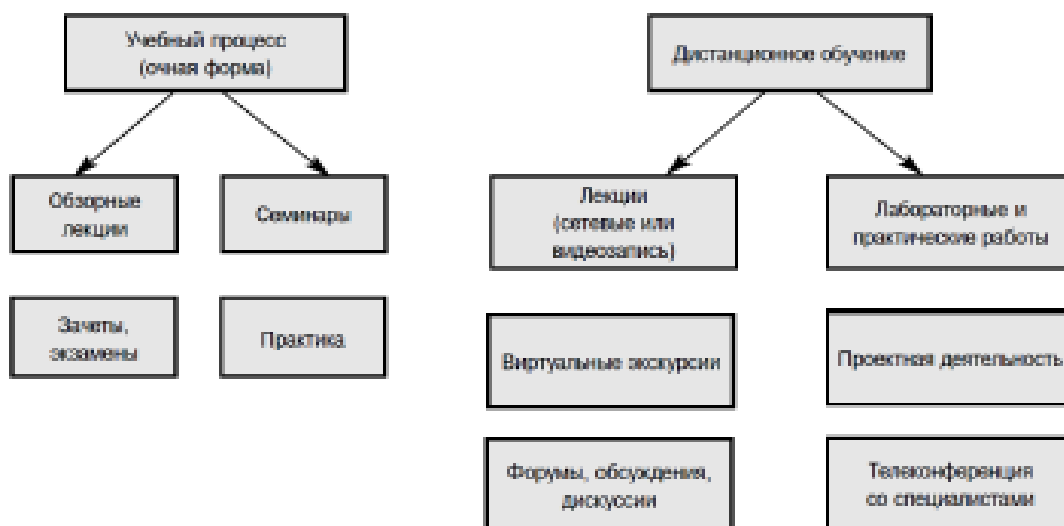 Учебный процесс
(очная форма)
Дистанционное обучение
Обзорные
лекции
Семинары
Лекции
(сетевые или
видеозапись)
Лабораторные и
практические работы
Зачеты,
экзамены
Практика
Виртуальные экскурсии
Проектная деятельность
Форумы, обсуждения,
дискуссии
Телеконференция
со специалистами